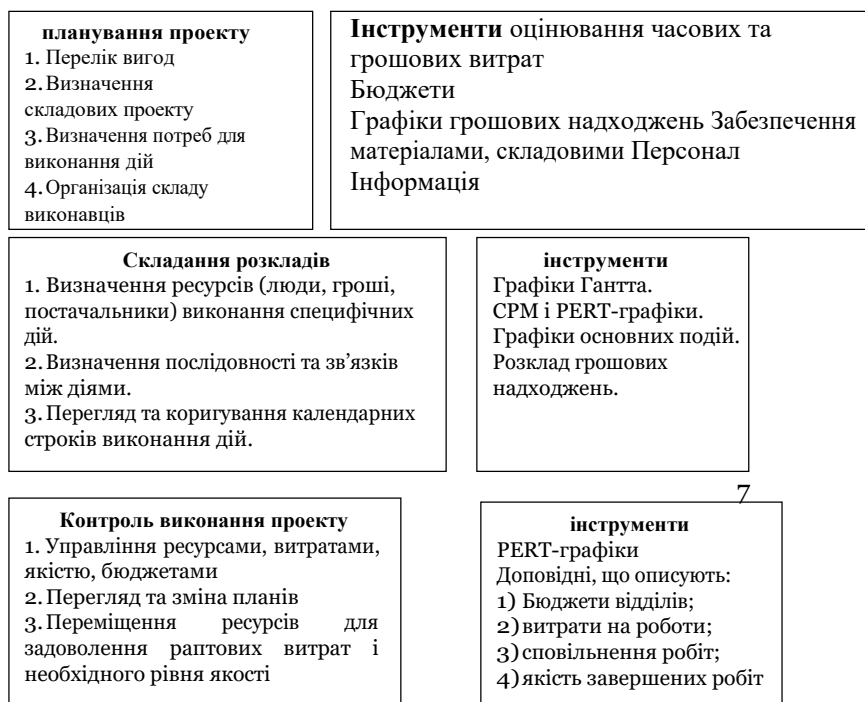 планування проекту
1. Перелік вигод
2. Визначення
складових проекту
3. Визначення потреб для
виконання дій
4. Організація складу
виконавців
Інструменти оцінювання часових та
грошових витрат
Бюджети
Графіки грошових надходжень Забезпечення
матеріалами, складовими Персонал
Інформація
Складання розкладів
1. Визначення ресурсів (люди, гроші,
постачальники) виконання специфічних
дій.
2. Визначення послідовності та зв’язків
між діями.
3. Перегляд та коригування календарних
строків виконання дій.
інструменти
Графіки Гантта.
CPM і PERT-графіки.
Графіки основних подій.
Розклад грошових
надходжень.
7
Контроль виконання проекту
1. Управління ресурсами, витратами,
якістю, бюджетами
2. Перегляд та зміна планів
3. Переміщення ресурсів для
задоволення раптових витрат і
необхідного рівня якості
інструменти
PERT-графіки
Доповідні, що описують:
1) Бюджети відділів;
2) витрати на роботи;
3) сповільнення робіт;
4) якість завершених робіт